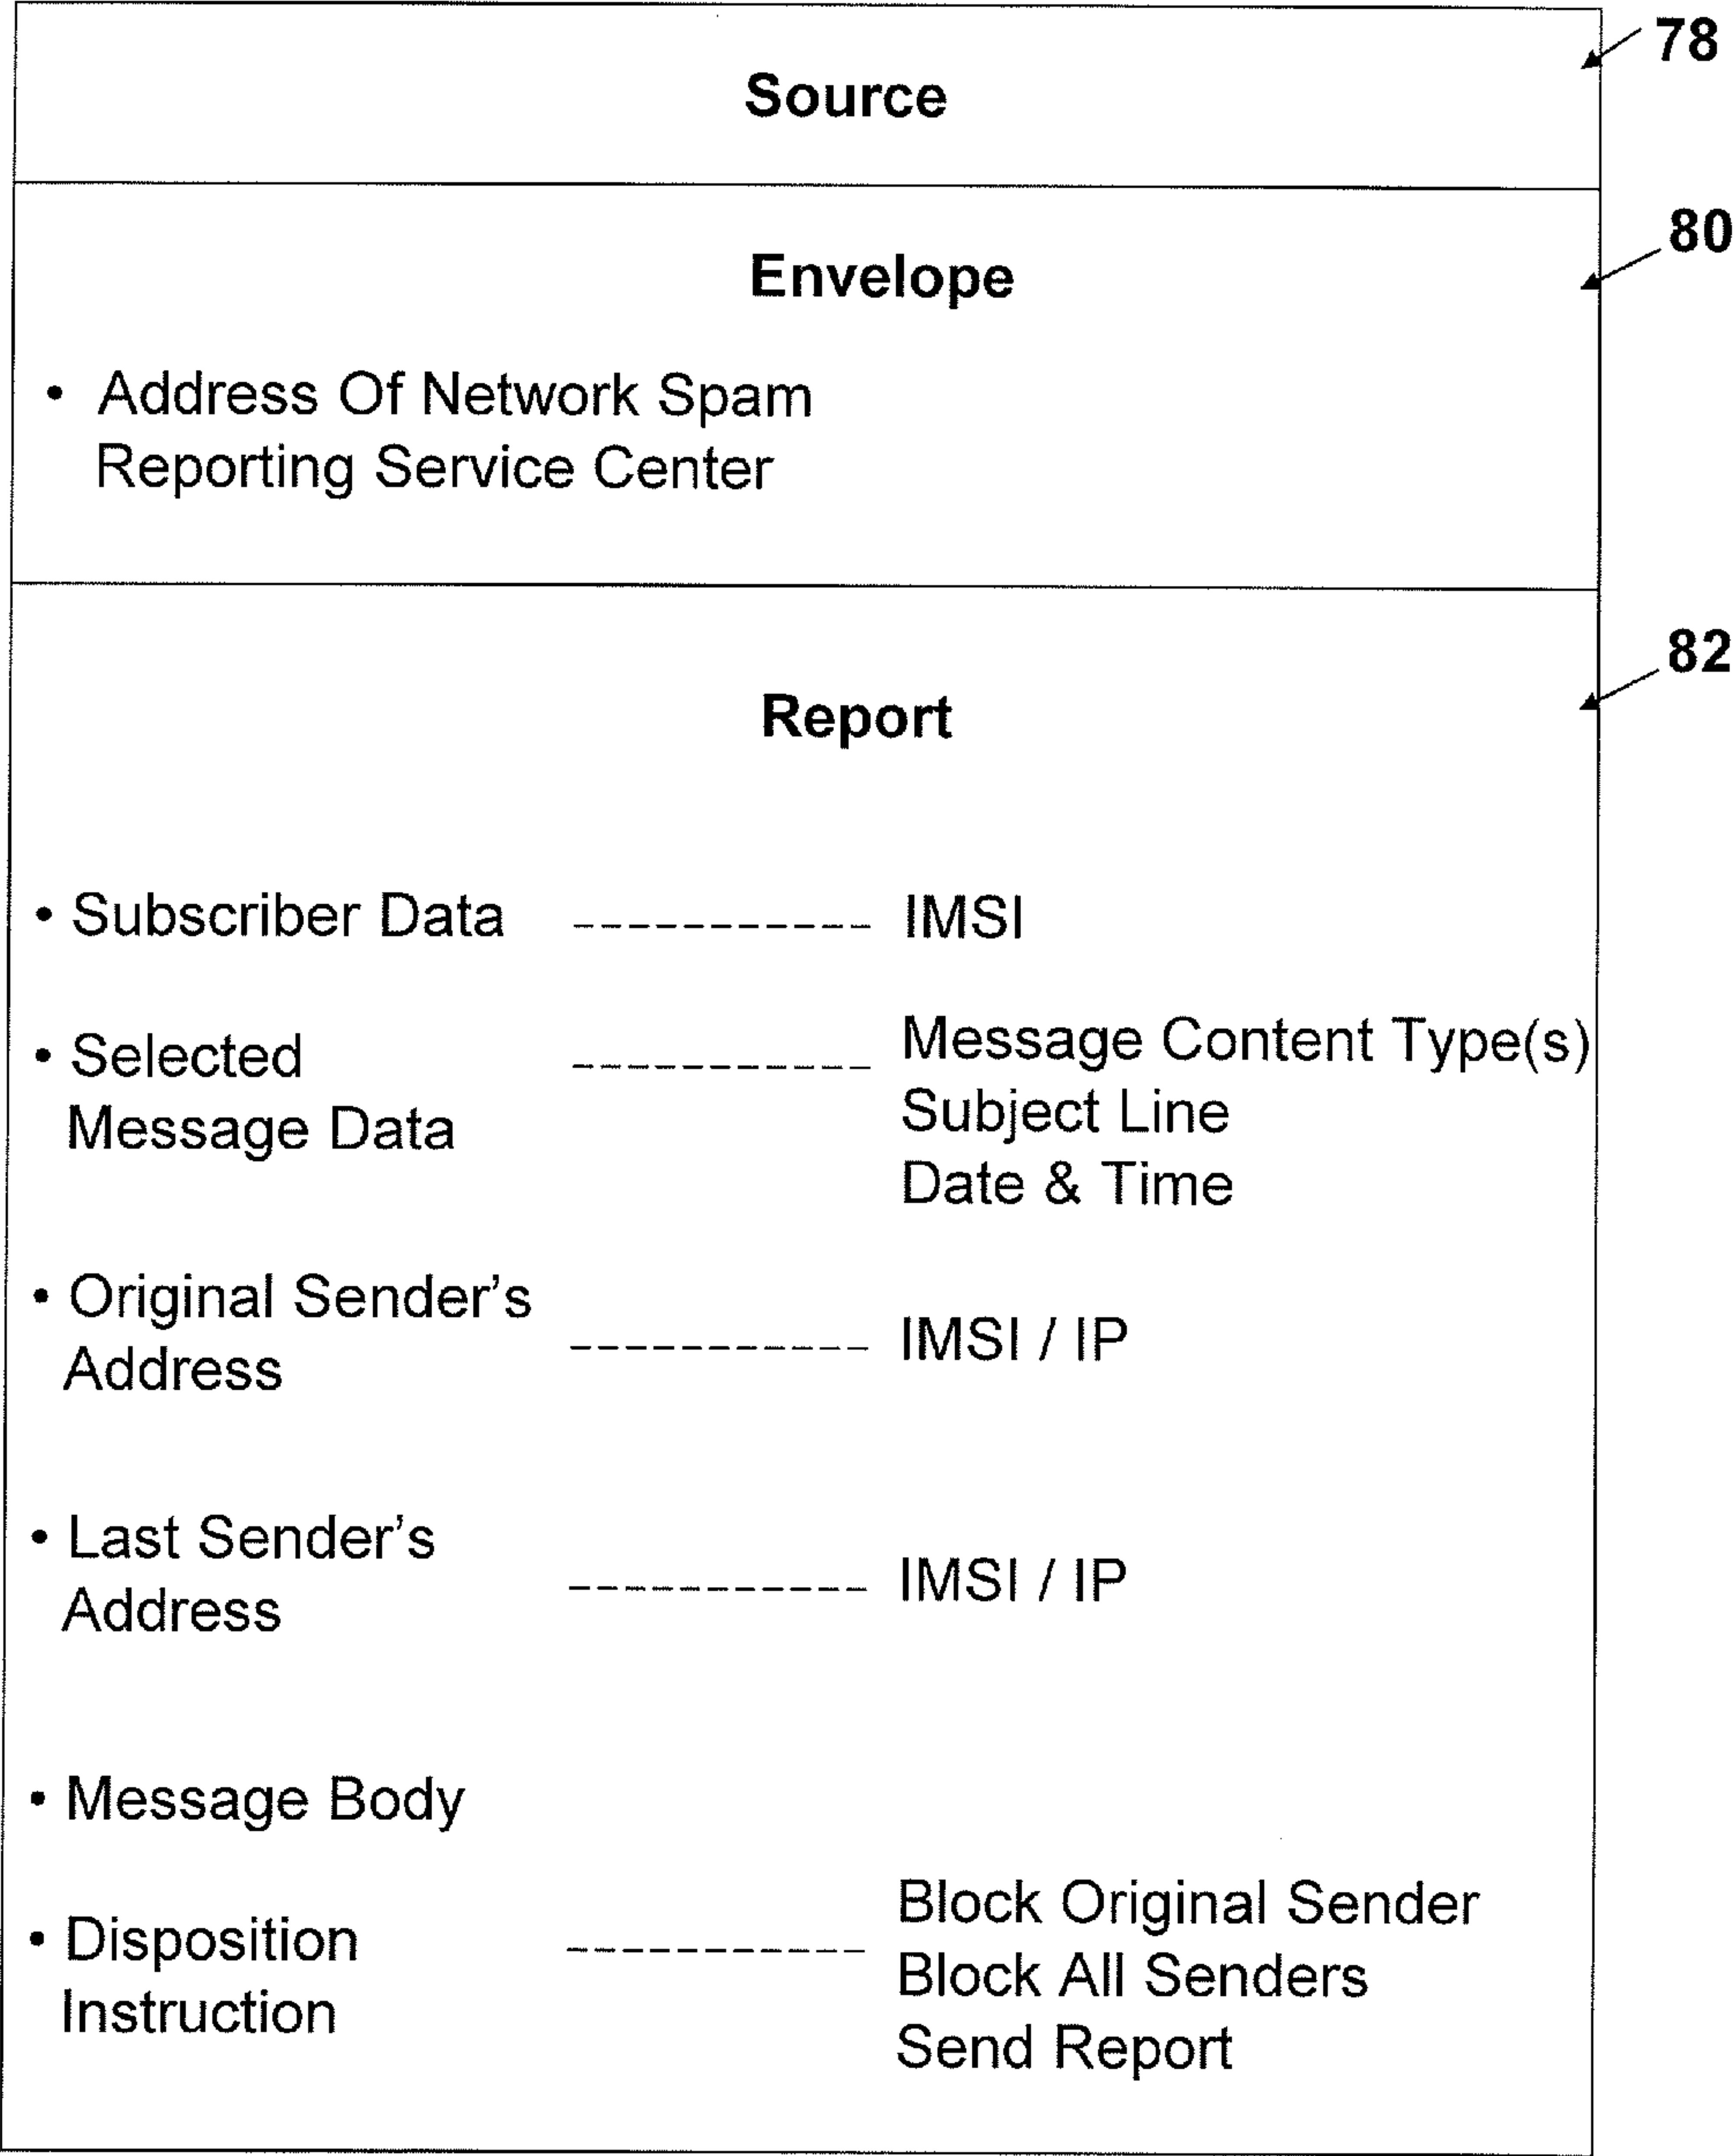 78
Source
80
Envelope
• Address Of Network Spam
Reporting Service Center
82
Report
• Subscriber Data ----------- IMSI
• Selected ----------- Message Content Type(s)
Message Data Subject Line
Date & Time
• Original Sender’s
Address ----------- IMSI / IP
• Last Sender’s
Address ----------- IMSI / IP
• Message Body
• Disposition ----------- Block Original Sender
Instruction Block All Senders
Send Report